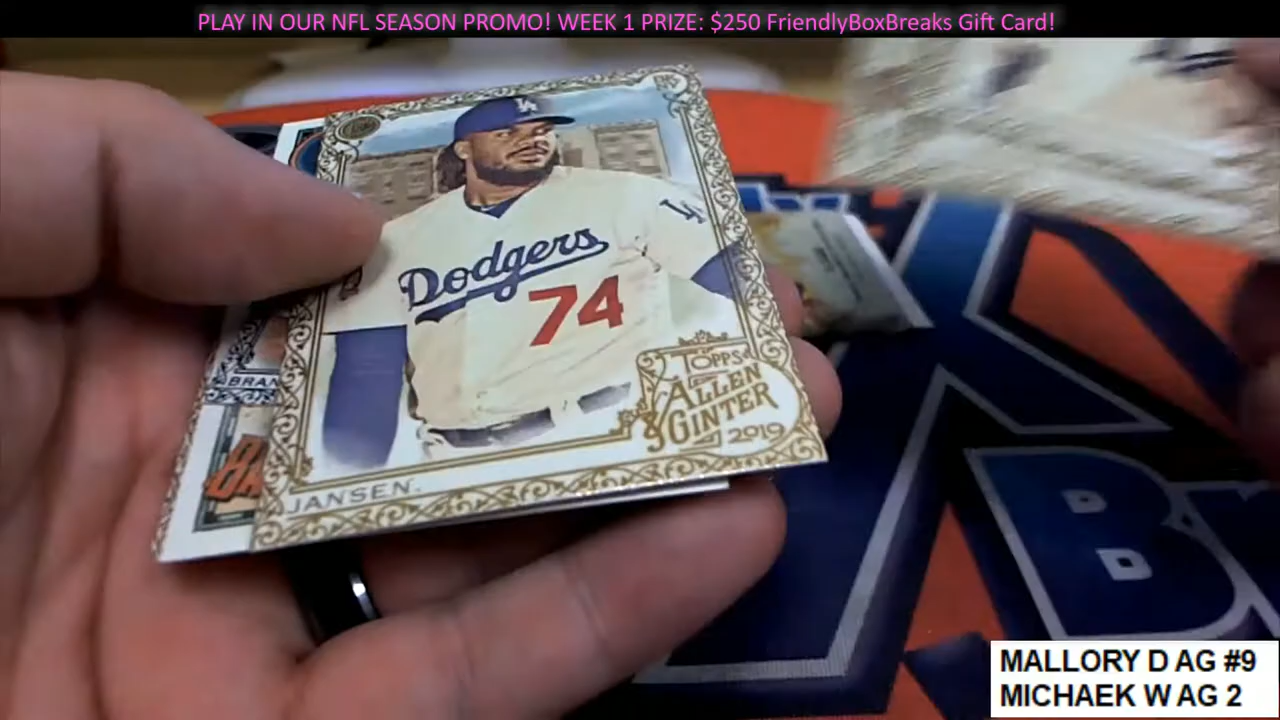 PLAY IN OUR NFL SEASON PROMO! WEEK 1 PRIZE: $250 FriendlyBoxBreaks Gift Card!
LA
Dodgers
74
TOPPS
ALLEN
& GINTER
2019
JANSEN
BRAN
MALLORY D AG #9
MICHAEK W AG 2